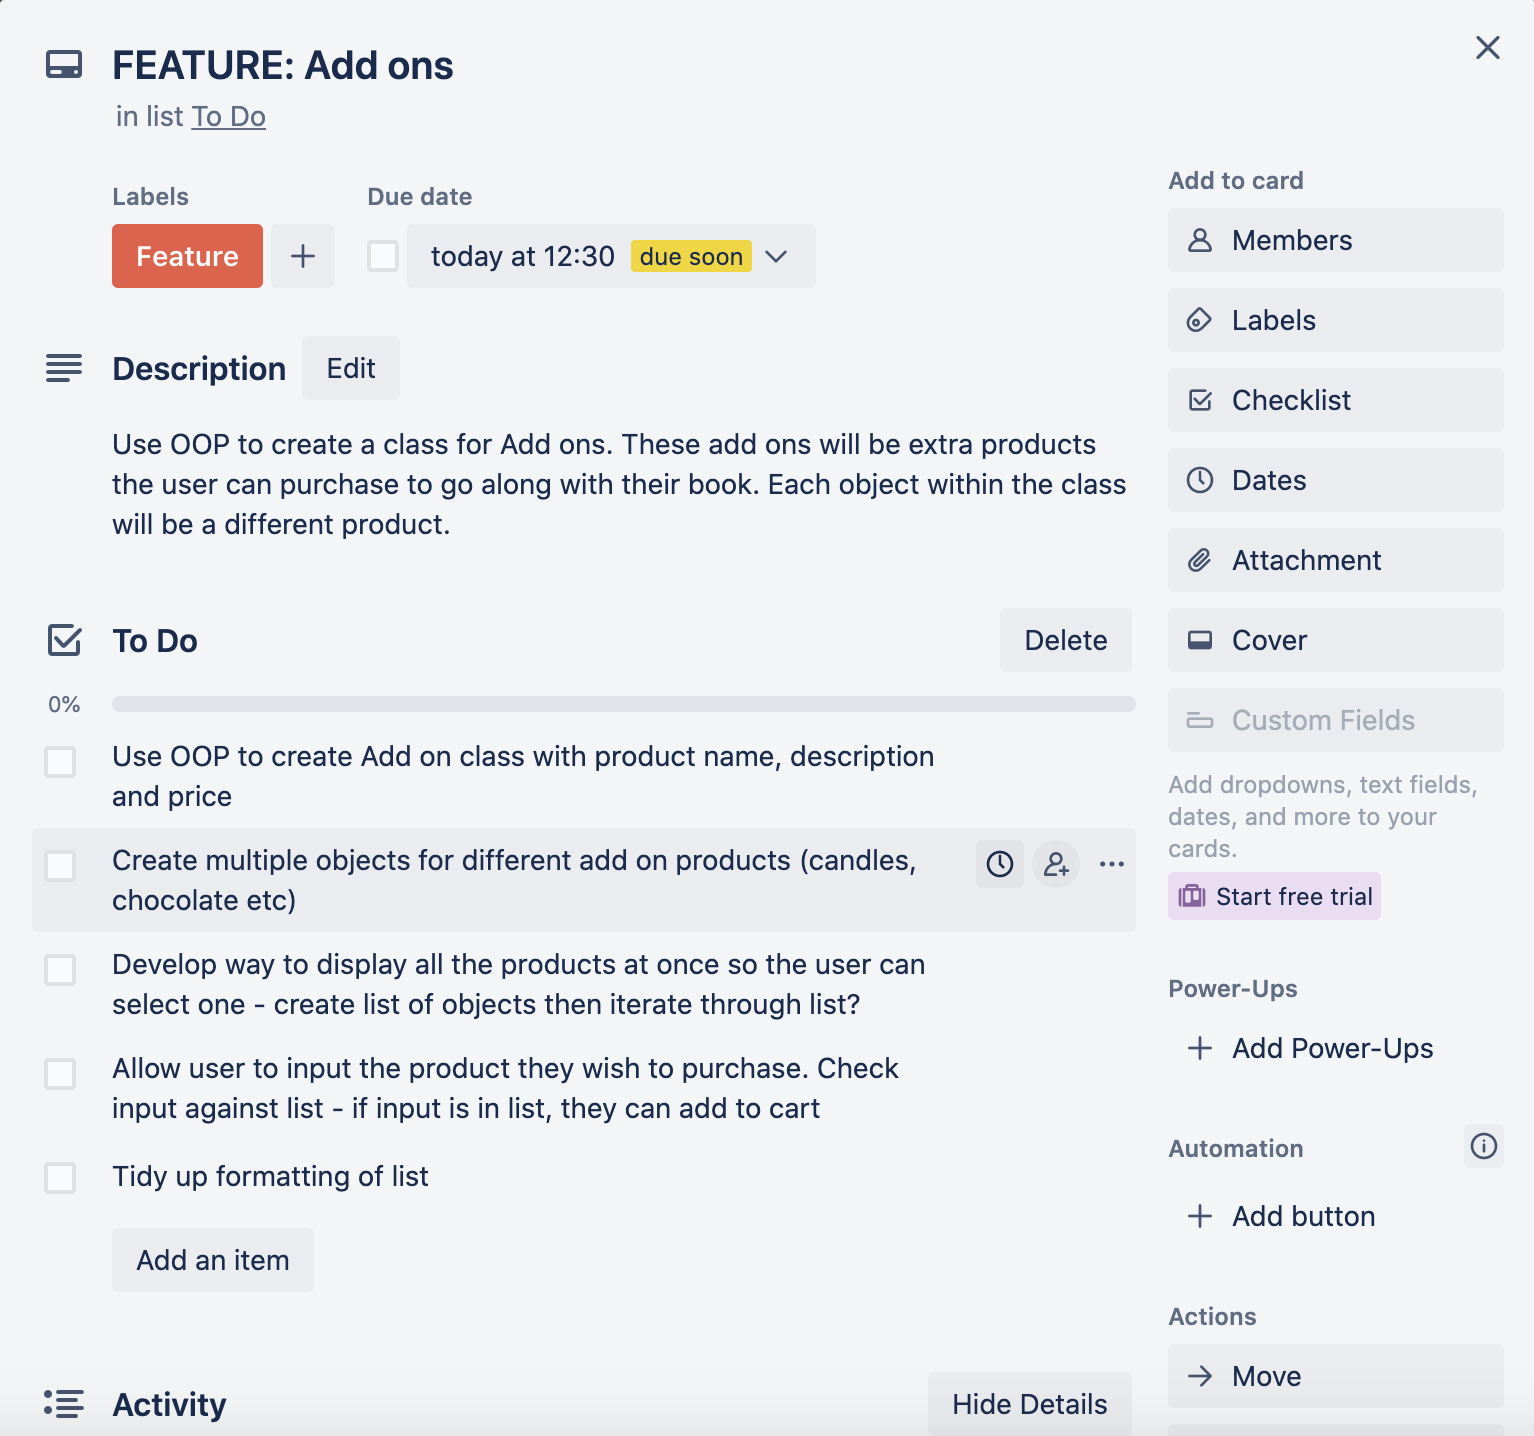 FEATURE: Add ons
in list To Do
Labels
Due date
Feature
today at 12:30 due soon
Description
Edit
Use OOP to create a class for Add ons. These add ons will be extra products
the user can purchase to go along with their book. Each object within the class
will be a different product.
To Do
Delete
0%
Use OOP to create Add on class with product name, description
and price
Create multiple objects for different add on products (candles,
chocolate etc)
Develop way to display all the products at once so the user can
select one - create list of objects then iterate through list?
Allow user to input the product they wish to purchase. Check
input against list - if input is in list, they can add to cart
Tidy up formatting of list
Add an item
Activity
Hide Details
Add to card
Members
Labels
Checklist
Dates
Attachment
Cover
Custom Fields
Add dropdowns, text fields,
dates, and more to your
cards.
Start free trial
Power-Ups
Add Power-Ups
Automation
Add button
Actions
Move